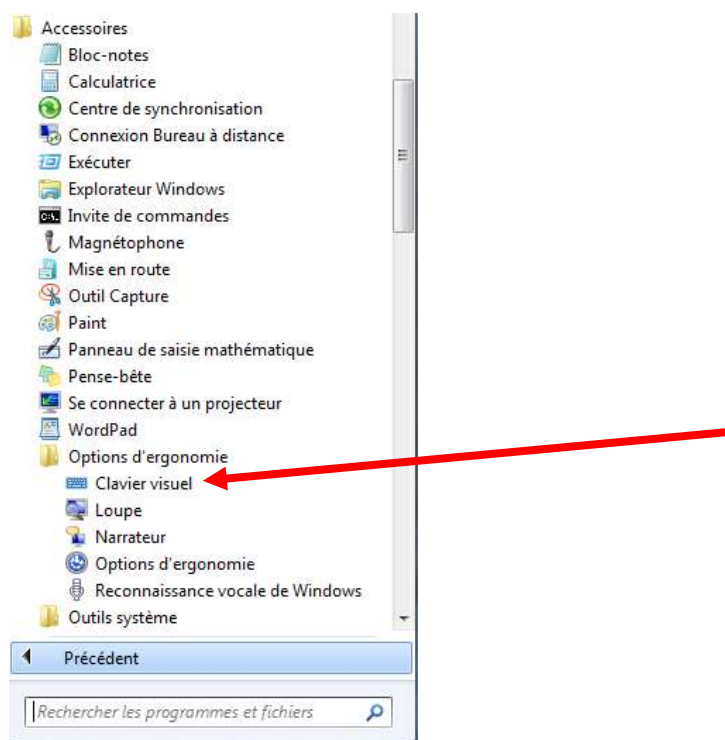 Accessoires
Bloc-notes
Calculatrice
Centre de synchronisation
Connexion Bureau à distance
Exécuter
Explorateur Windows
Invite de commandes
Magnétophone
Mise en route
Outil Capture
Paint
Panneau de saisie mathématique
Pense-bête
Se connecter à un projecteur
WordPad
Options d'ergonomie
Clavier visuel
Loupe
Narrateur
Options d'ergonomie
Reconnaissance vocale de Windows
Outils système
Précédent
Rechercher les programmes et fichiers